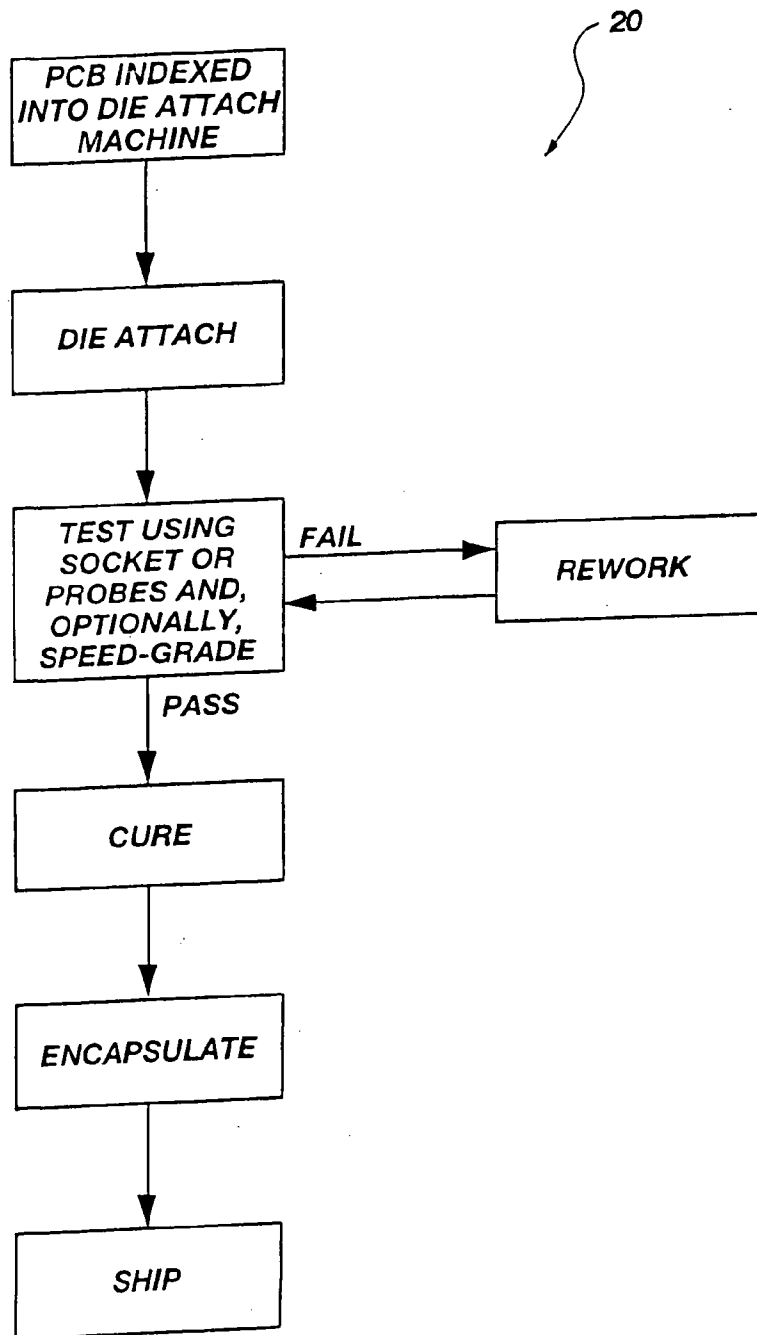 20
PCB INDEXED
INTO DIE ATTACH
MACHINE
DIE ATTACH
TEST USING
SOCKET OR
PROBES AND,
OPTIONALLY,
SPEED-GRADE
FAIL
REWORK
PASS
CURE
ENCAPSULATE
SHIP